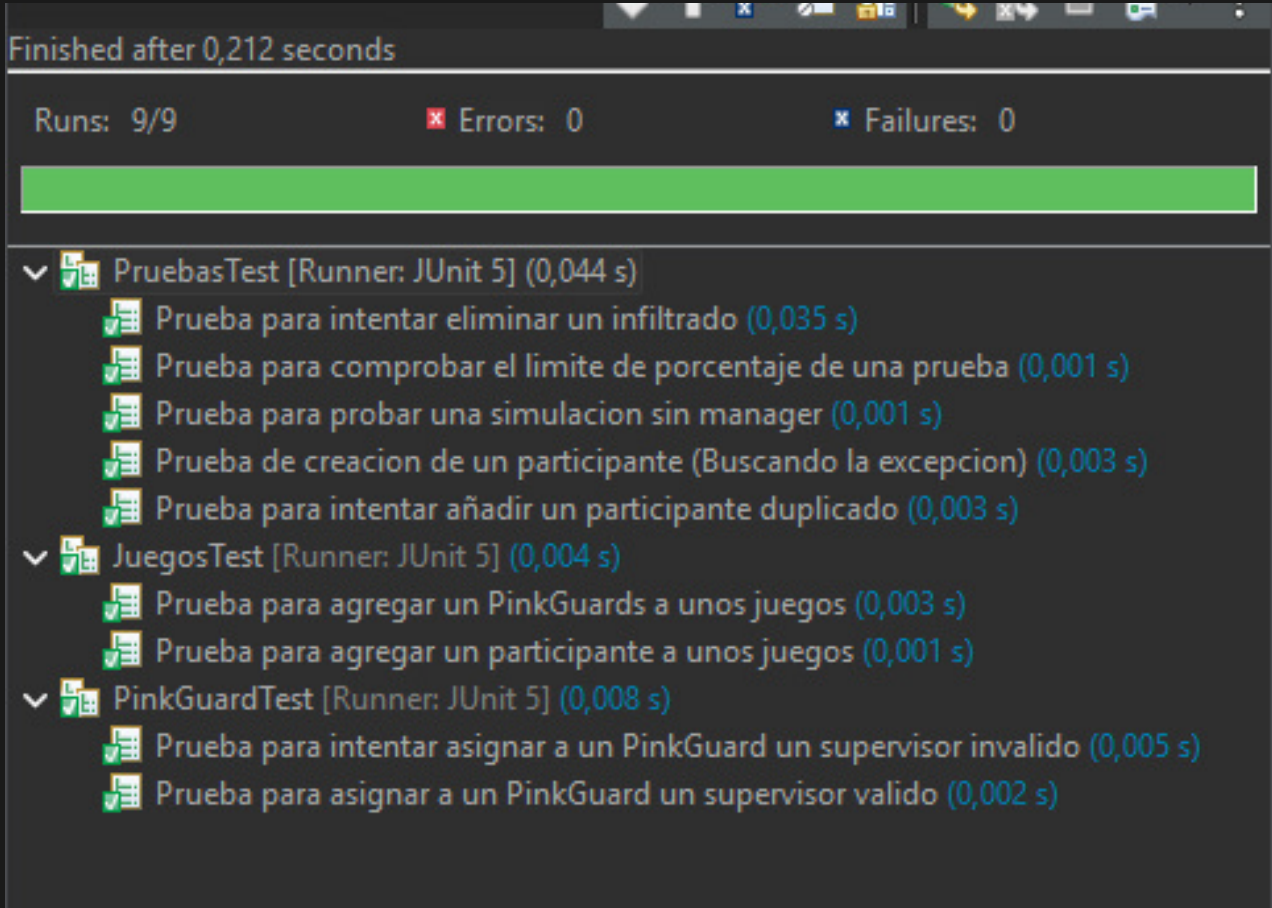 Finished after 0,212 seconds
Runs: 9/9 Errors: 0 Failures: 0
PruebasTest [Runner: JUnit 5] (0,044 s)
Prueba para intentar eliminar un infiltrado (0,035 s)
Prueba para comprobar el limite de porcentaje de una prueba (0,001 s)
Prueba para probar una simulacion sin manager (0,001 s)
Prueba de creacion de un participante (Buscando la excepcion) (0,003 s)
Prueba para intentar añadir un participante duplicado (0,003 s)
JuegosTest [Runner: JUnit 5] (0,004 s)
Prueba para agregar un PinkGuards a unos juegos (0,003 s)
Prueba para agregar un participante a unos juegos (0,001 s)
PinkGuardTest [Runner: JUnit 5] (0,008 s)
Prueba para intentar asignar a un PinkGuard un supervisor invalido (0,005 s)
Prueba para asignar a un PinkGuard un supervisor valido (0,002 s)